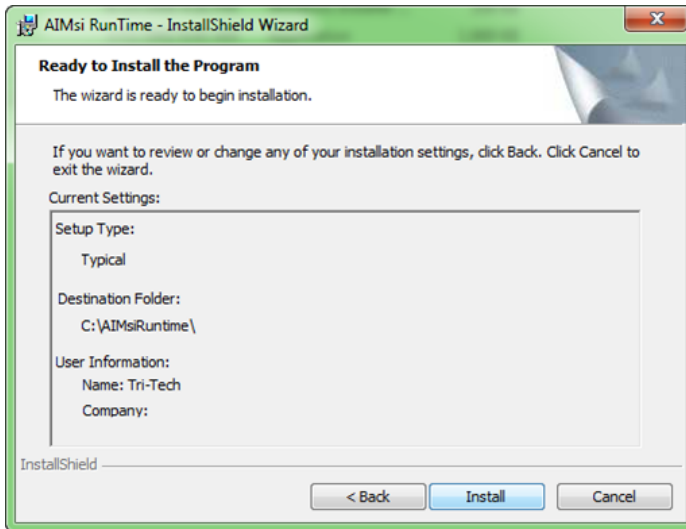 AIMsi RunTime - InstallShield Wizard
Ready to Install the Program
The wizard is ready to begin installation.
If you want to review or change any of your installation settings, click Back. Click Cancel to
exit the wizard.
Current Settings:
Setup Type:
Typical
Destination Folder:
C:\AIMsiRuntime\
User Information:
Name: Tri-Tech
Company:
InstallShield
< Back
Install
Cancel